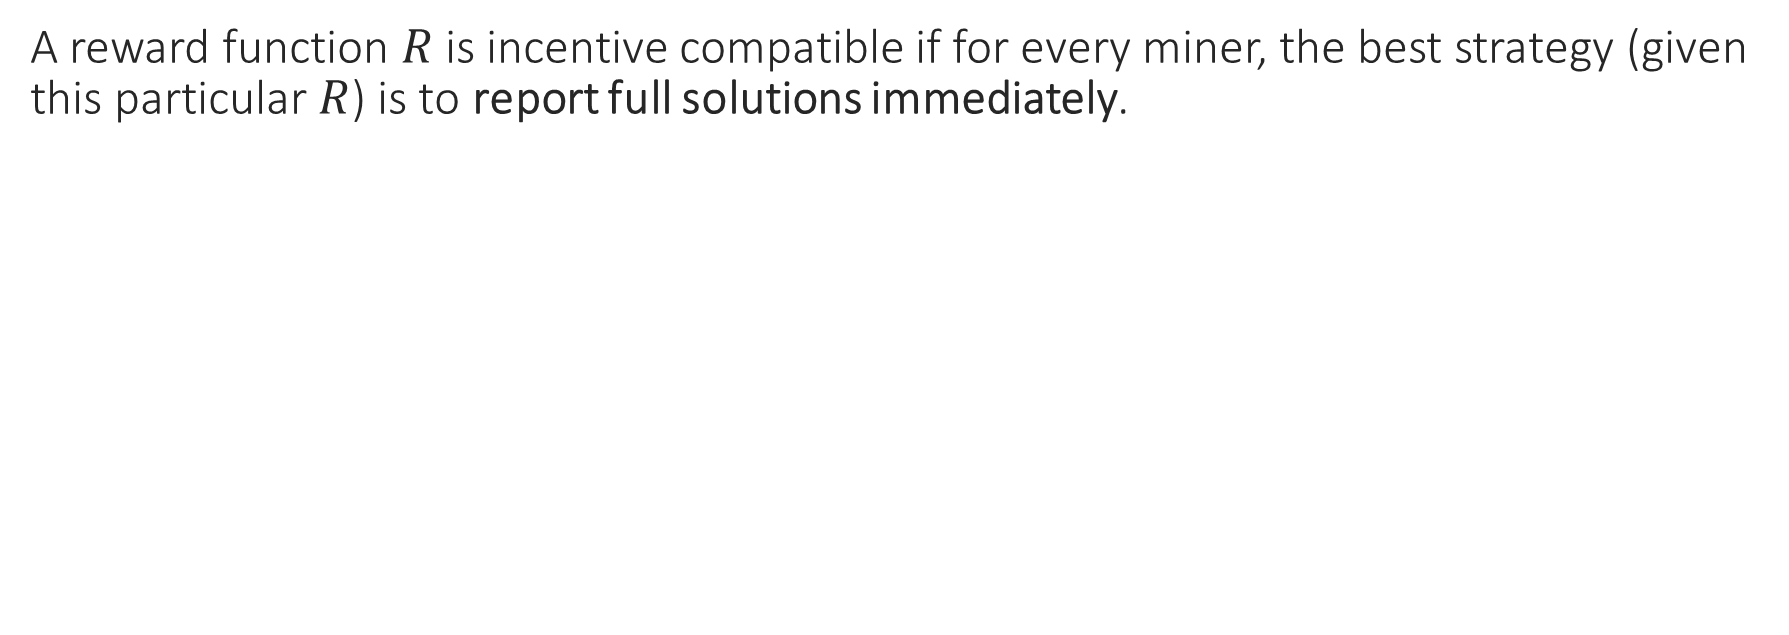 A reward function R is incentive compatible if for every miner, the best strategy (given
this particular R) is to report full solutions immediately.